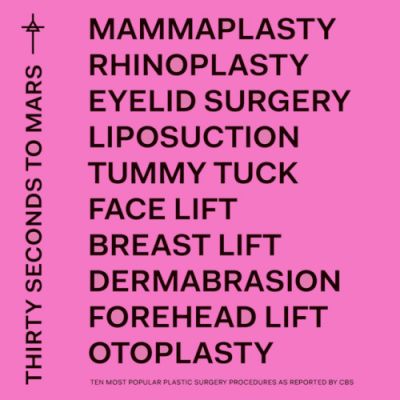 THIRTY SECONDS TO MARS
MAMMAPLASTY
RHINOPLASTY
EYELID SURGERY
LIPOSUCTION
TUMMY TUCK
FACE LIFT
BREAST LIFT
DERMABRASION
FOREHEAD LIFT
OTOPLASTY
TEN MOST POPULAR PLASTIC SURGERY PROCEDURES AS REPORTED BY CBS